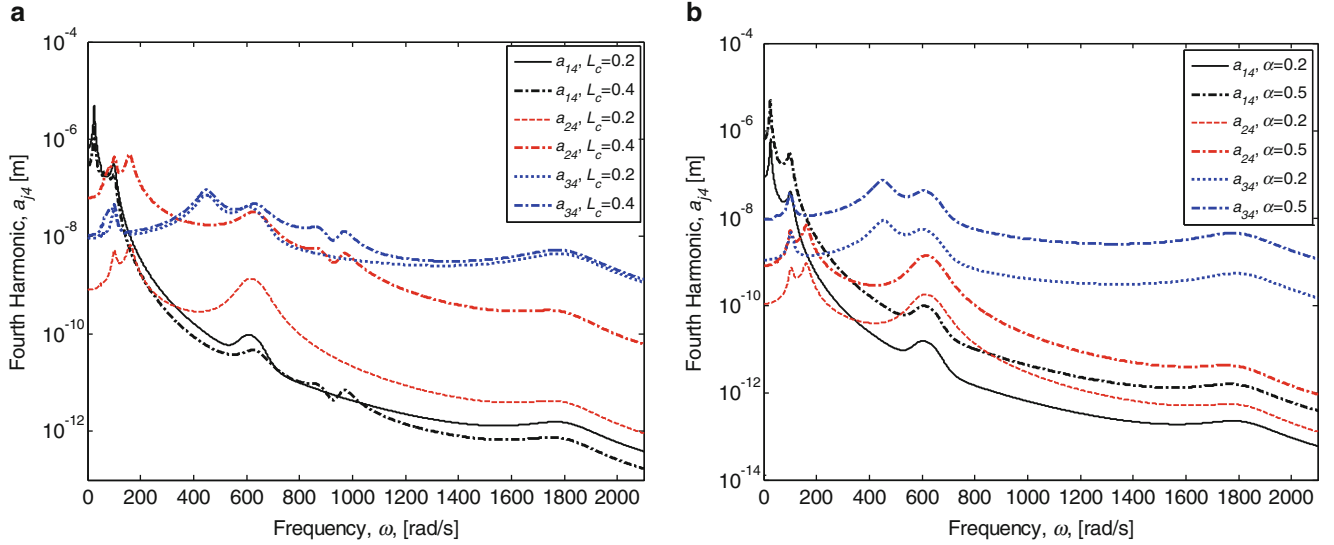 a
10^-4
10^-6
10^-8
10^-10
10^-12
Fourth Harmonic, a_j4 [m]
0 200 400 600 800 1000 1200 1400 1600 1800 2000
Frequency, ω, [rad/s]
a_14, L_c=0.2
a_14, L_c=0.4
a_24, L_c=0.2
a_24, L_c=0.4
a_34, L_c=0.2
a_34, L_c=0.4
b
10^-4
10^-6
10^-8
10^-10
10^-12
10^-14
Fourth Harmonic, a_j4 [m]
0 200 400 600 800 1000 1200 1400 1600 1800 2000
Frequency, ω, [rad/s]
a_14, α=0.2
a_14, α=0.5
a_24, α=0.2
a_24, α=0.5
a_34, α=0.2
a_34, α=0.5